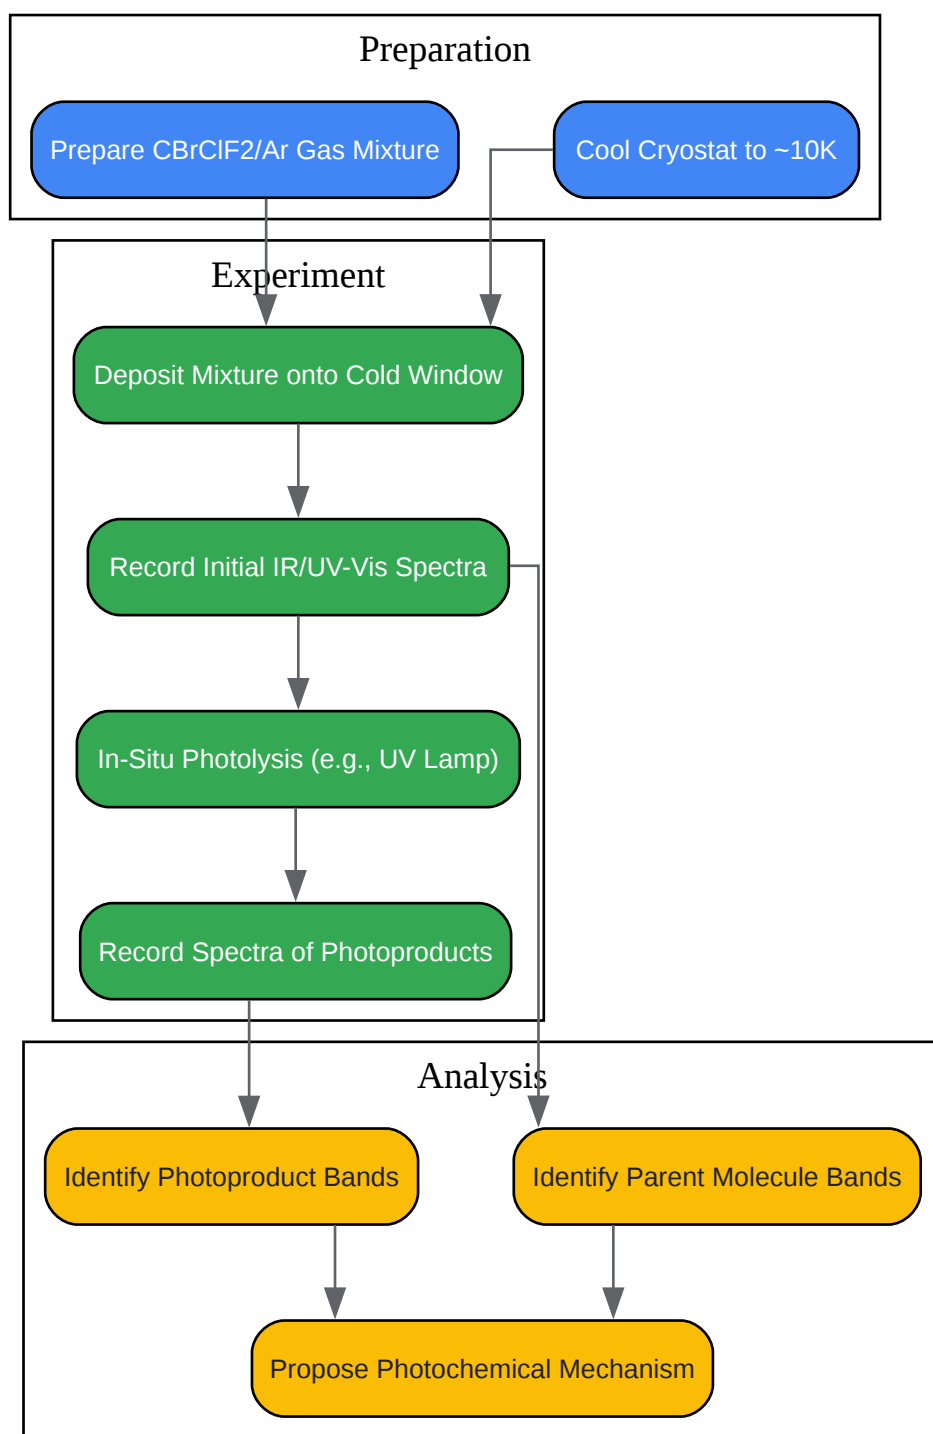 Preparation
Prepare CBrClF2/Ar Gas Mixture
Cool Cryostat to ~10K
Experiment
Deposit Mixture onto Cold Window
Record Initial IR/UV-Vis Spectra
In-Situ Photolysis (e.g., UV Lamp)
Record Spectra of Photoproducts
Analysis
Identify Photoproduct Bands
Identify Parent Molecule Bands
Propose Photochemical Mechanism